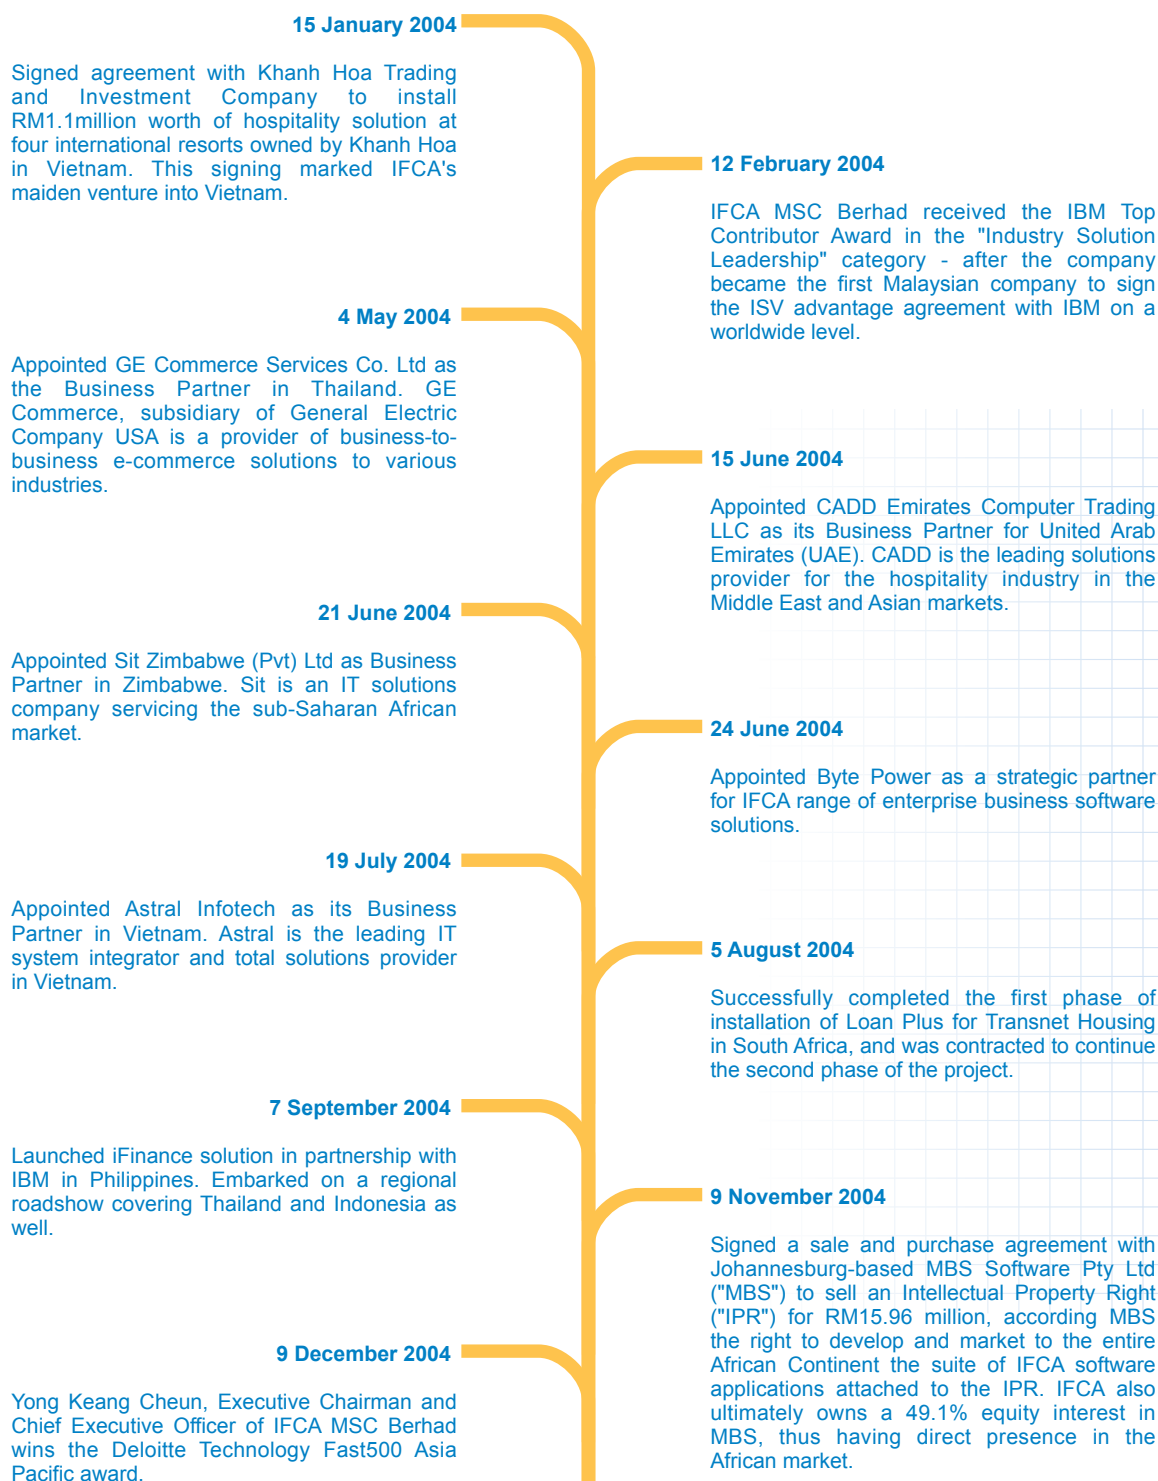 15 January 2004
Signed agreement with Khanh Hoa Trading
and Investment Company to install
RM1.1million worth of hospitality solution at
four international resorts owned by Khanh Hoa
in Vietnam. This signing marked IFCA's
maiden venture into Vietnam.
12 February 2004
IFCA MSC Berhad received the IBM Top
Contributor Award in the "Industry Solution
Leadership" category - after the company
became the first Malaysian company to sign
the ISV advantage agreement with IBM on a
worldwide level.
4 May 2004
Appointed GE Commerce Services Co. Ltd as
the Business Partner in Thailand. GE
Commerce, subsidiary of General Electric
Company USA is a provider of business-to-
business e-commerce solutions to various
industries.
15 June 2004
Appointed CADD Emirates Computer Trading
LLC as its Business Partner for United Arab
Emirates (UAE). CADD is the leading solutions
provider for the hospitality industry in the
Middle East and Asian markets.
21 June 2004
Appointed Sit Zimbabwe (Pvt) Ltd as Business
Partner in Zimbabwe. Sit is an IT solutions
company servicing the sub-Saharan African
market.
24 June 2004
Appointed Byte Power as a strategic partner
for IFCA range of enterprise business software
solutions.
19 July 2004
Appointed Astral Infotech as its Business
Partner in Vietnam. Astral is the leading IT
system integrator and total solutions provider
in Vietnam.
5 August 2004
Successfully completed the first phase of
installation of Loan Plus for Transnet Housing
in South Africa, and was contracted to continue
the second phase of the project.
7 September 2004
Launched iFinance solution in partnership with
IBM in Philippines. Embarked on a regional
roadshow covering Thailand and Indonesia as
well.
9 November 2004
Signed a sale and purchase agreement with
Johannesburg-based MBS Software Pty Ltd
("MBS") to sell an Intellectual Property Right
("IPR") for RM15.96 million, according MBS
the right to develop and market to the entire
African Continent the suite of IFCA software
applications attached to the IPR. IFCA also
ultimately owns a 49.1% equity interest in
MBS, thus having direct presence in the
African market.
9 December 2004
Yong Keang Cheun, Executive Chairman and
Chief Executive Officer of IFCA MSC Berhad
wins the Deloitte Technology Fast500 Asia
Pacific award.